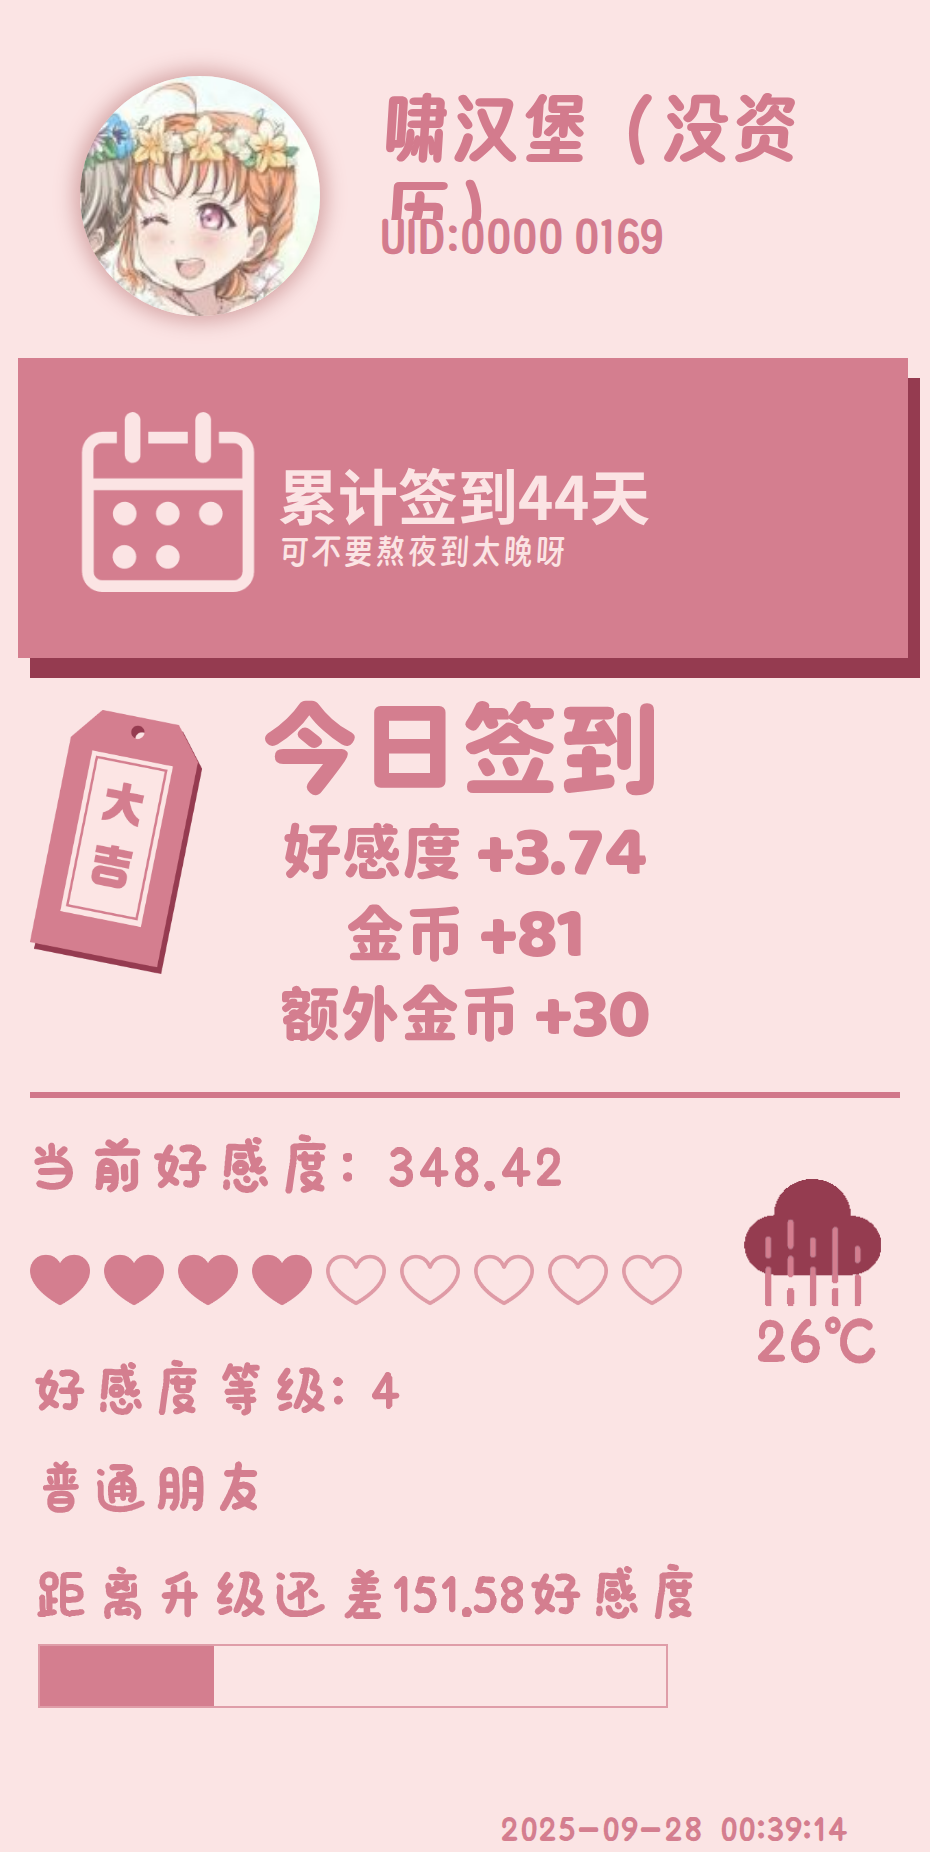 啸汉堡（没资
历）
UID:0000 0169
累计签到44天
可不要熬夜到太晚呀
大
吉
今日签到
好感度 +3.74
金币 +81
额外金币 +30
当前好感度：348.42
26℃
好感度等级：4
普通朋友
距离升级还差151.58好感度
2025-09-28 00:39:14